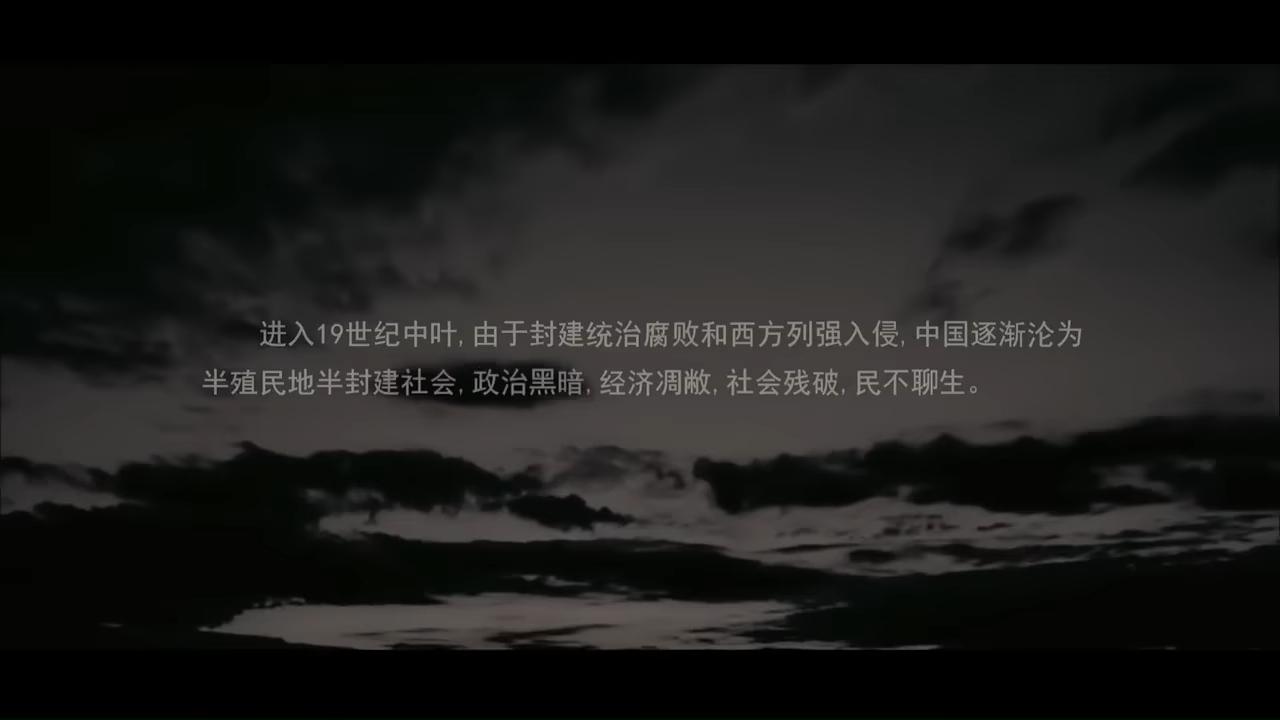 进入19世纪中叶,由于封建统治腐败和西方列强入侵,中国逐渐沦为
半殖民地半封建社会,政治黑暗,经济凋敝,社会残破,民不聊生。